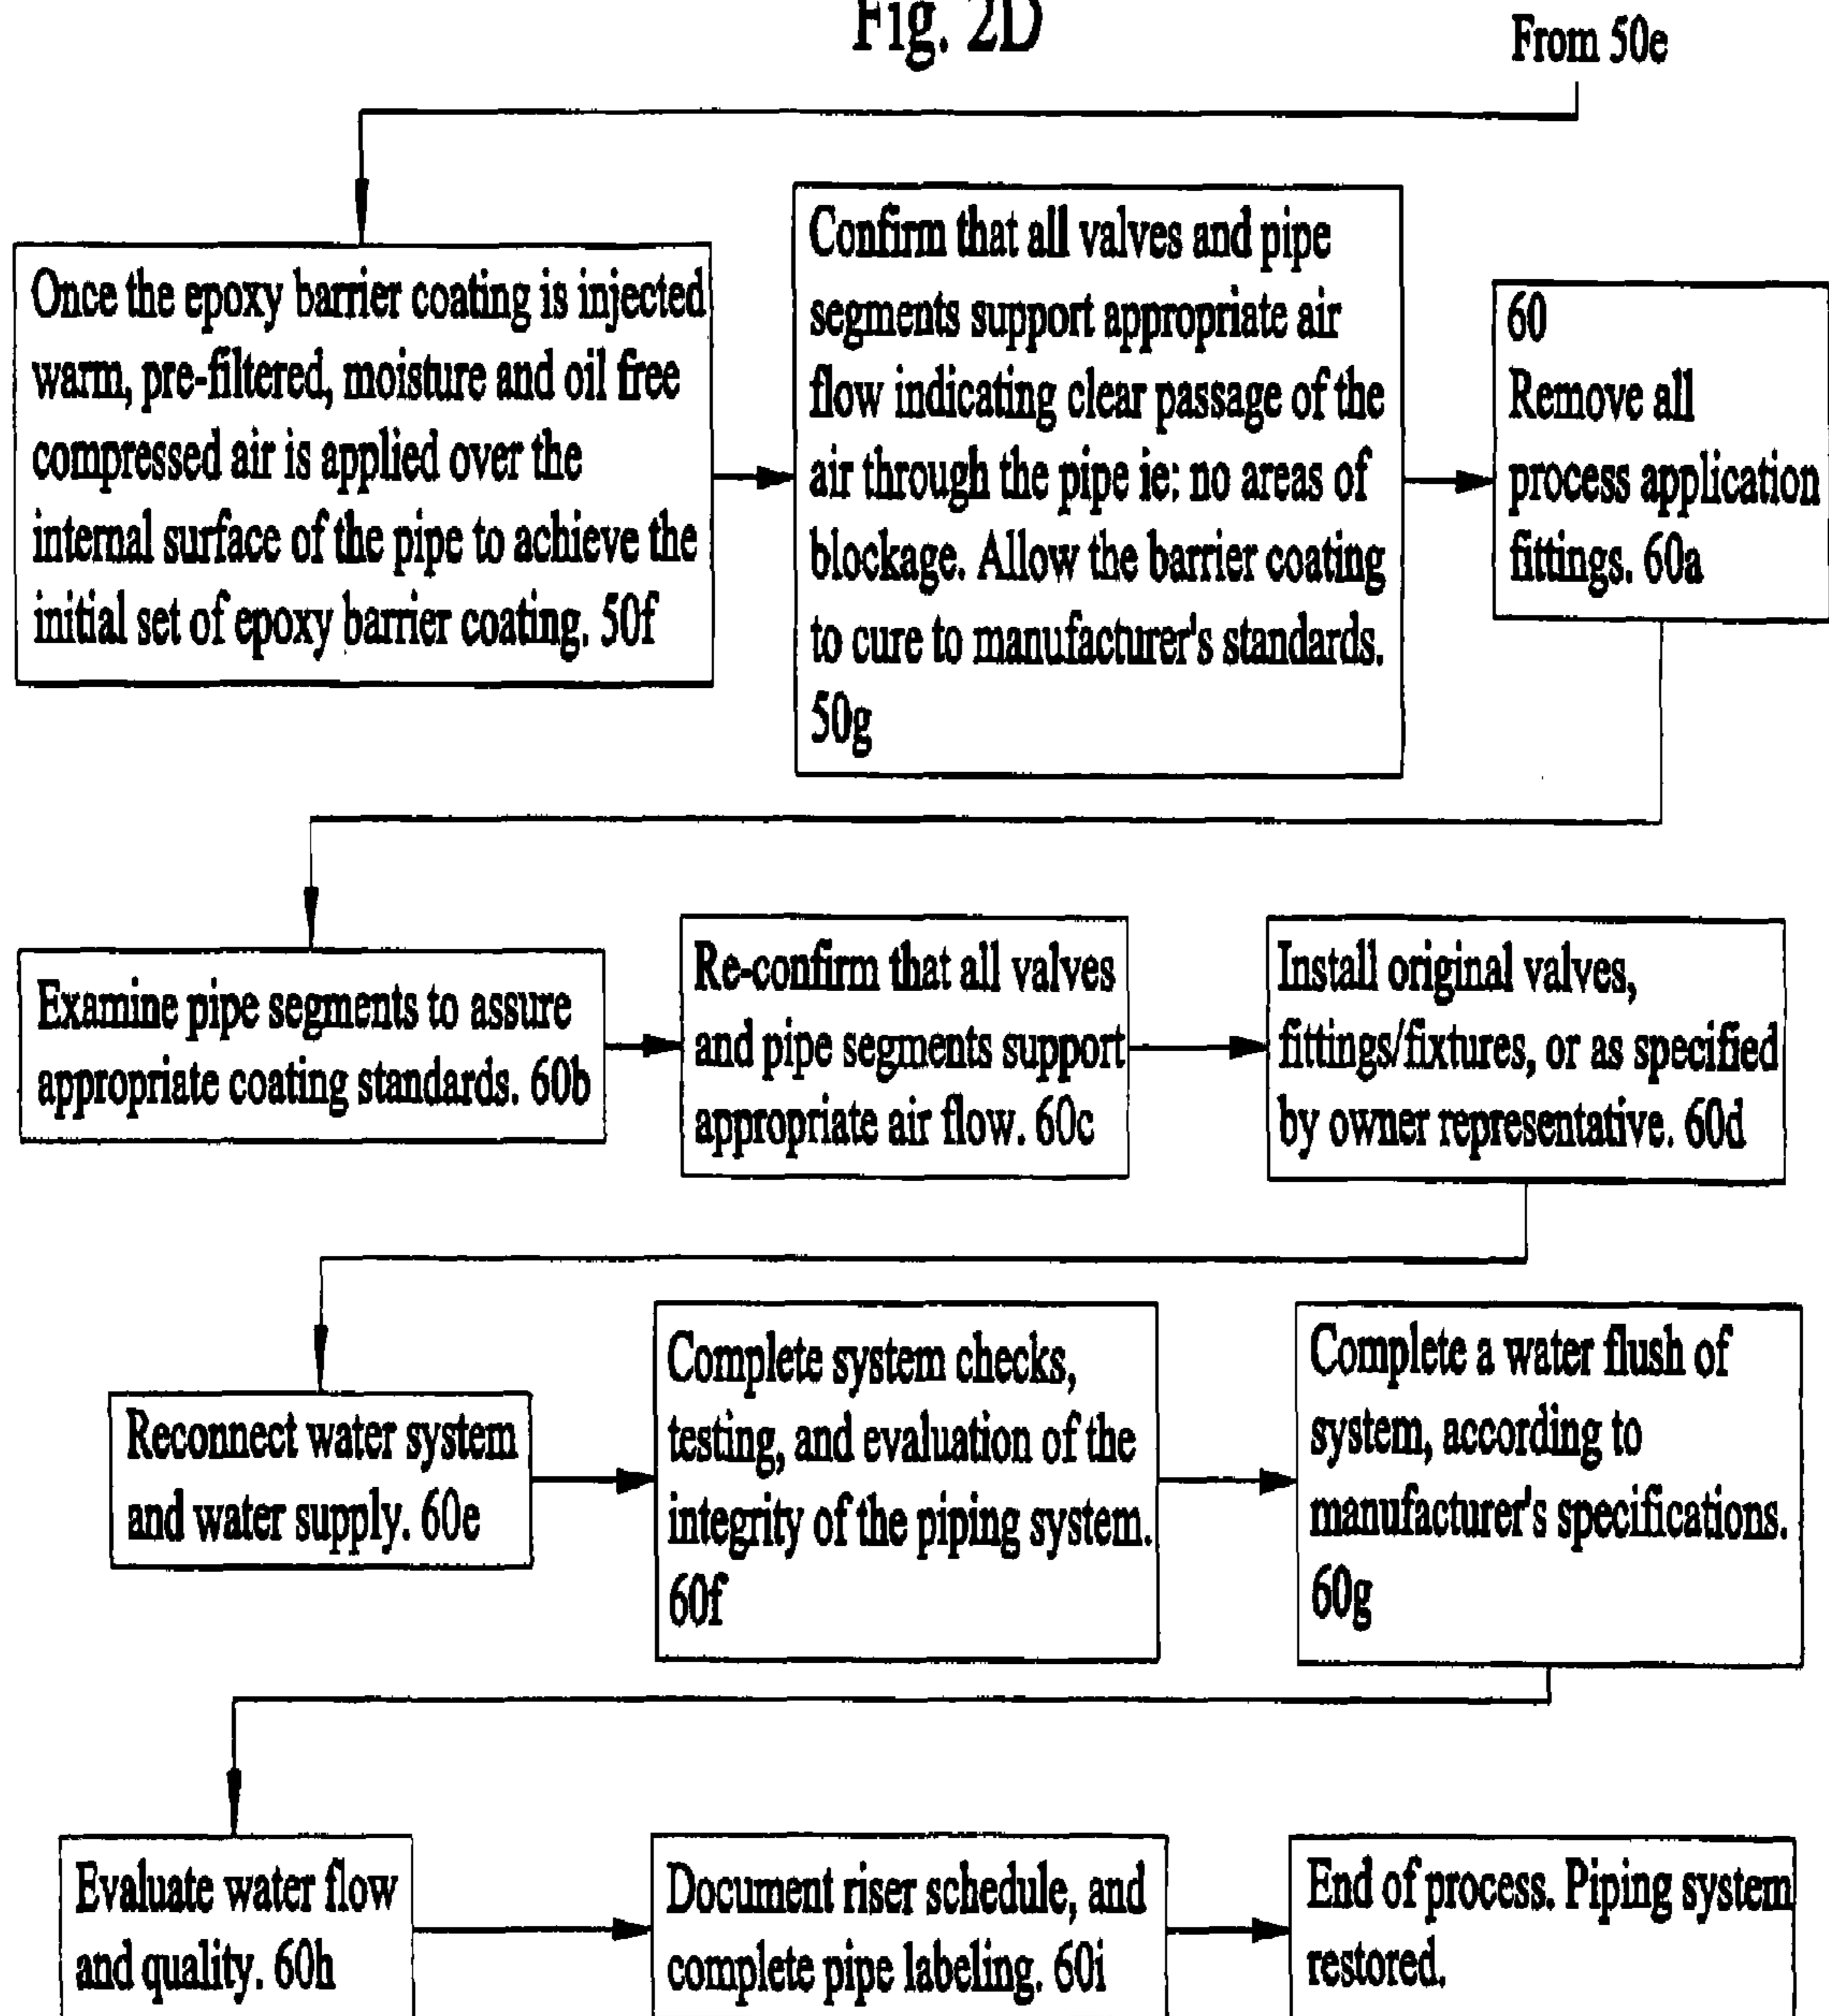 Fig. 2D
From 50e
Once the epoxy barrier coating is injected
warm, pre-filtered, moisture and oil free
compressed air is applied over the
internal surface of the pipe to achieve the
initial set of epoxy barrier coating. 50f
Confirm that all valves and pipe
segments support appropriate air
flow indicating clear passage of the
air through the pipe ie: no areas of
blockage. Allow the barrier coating
to cure to manufacturer's standards.
50g
60
Remove all
process application
fittings. 60a
Examine pipe segments to assure
appropriate coating standards. 60b
Re-confirm that all valves
and pipe segments support
appropriate air flow. 60c
Install original valves,
fittings/fixtures, or as specified
by owner representative. 60d
Reconnect water system
and water supply. 60e
Complete system checks,
testing, and evaluation of the
integrity of the piping system.
60f
Complete a water flush of
system, according to
manufacturer's specifications.
60g
Evaluate water flow
and quality. 60h
Document riser schedule, and
complete pipe labeling. 60i
End of process. Piping system
restored.